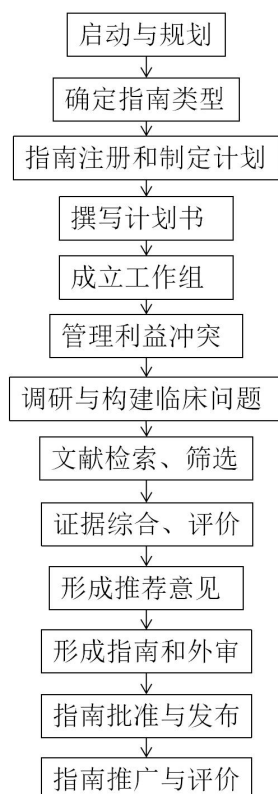 启动与规划
确定指南类型
指南注册和制定计划
撰写计划书
成立工作组
管理利益冲突
调研与构建临床问题
文献检索、筛选
证据综合、评价
形成推荐意见
形成指南和外审
指南批准与发布
指南推广与评价